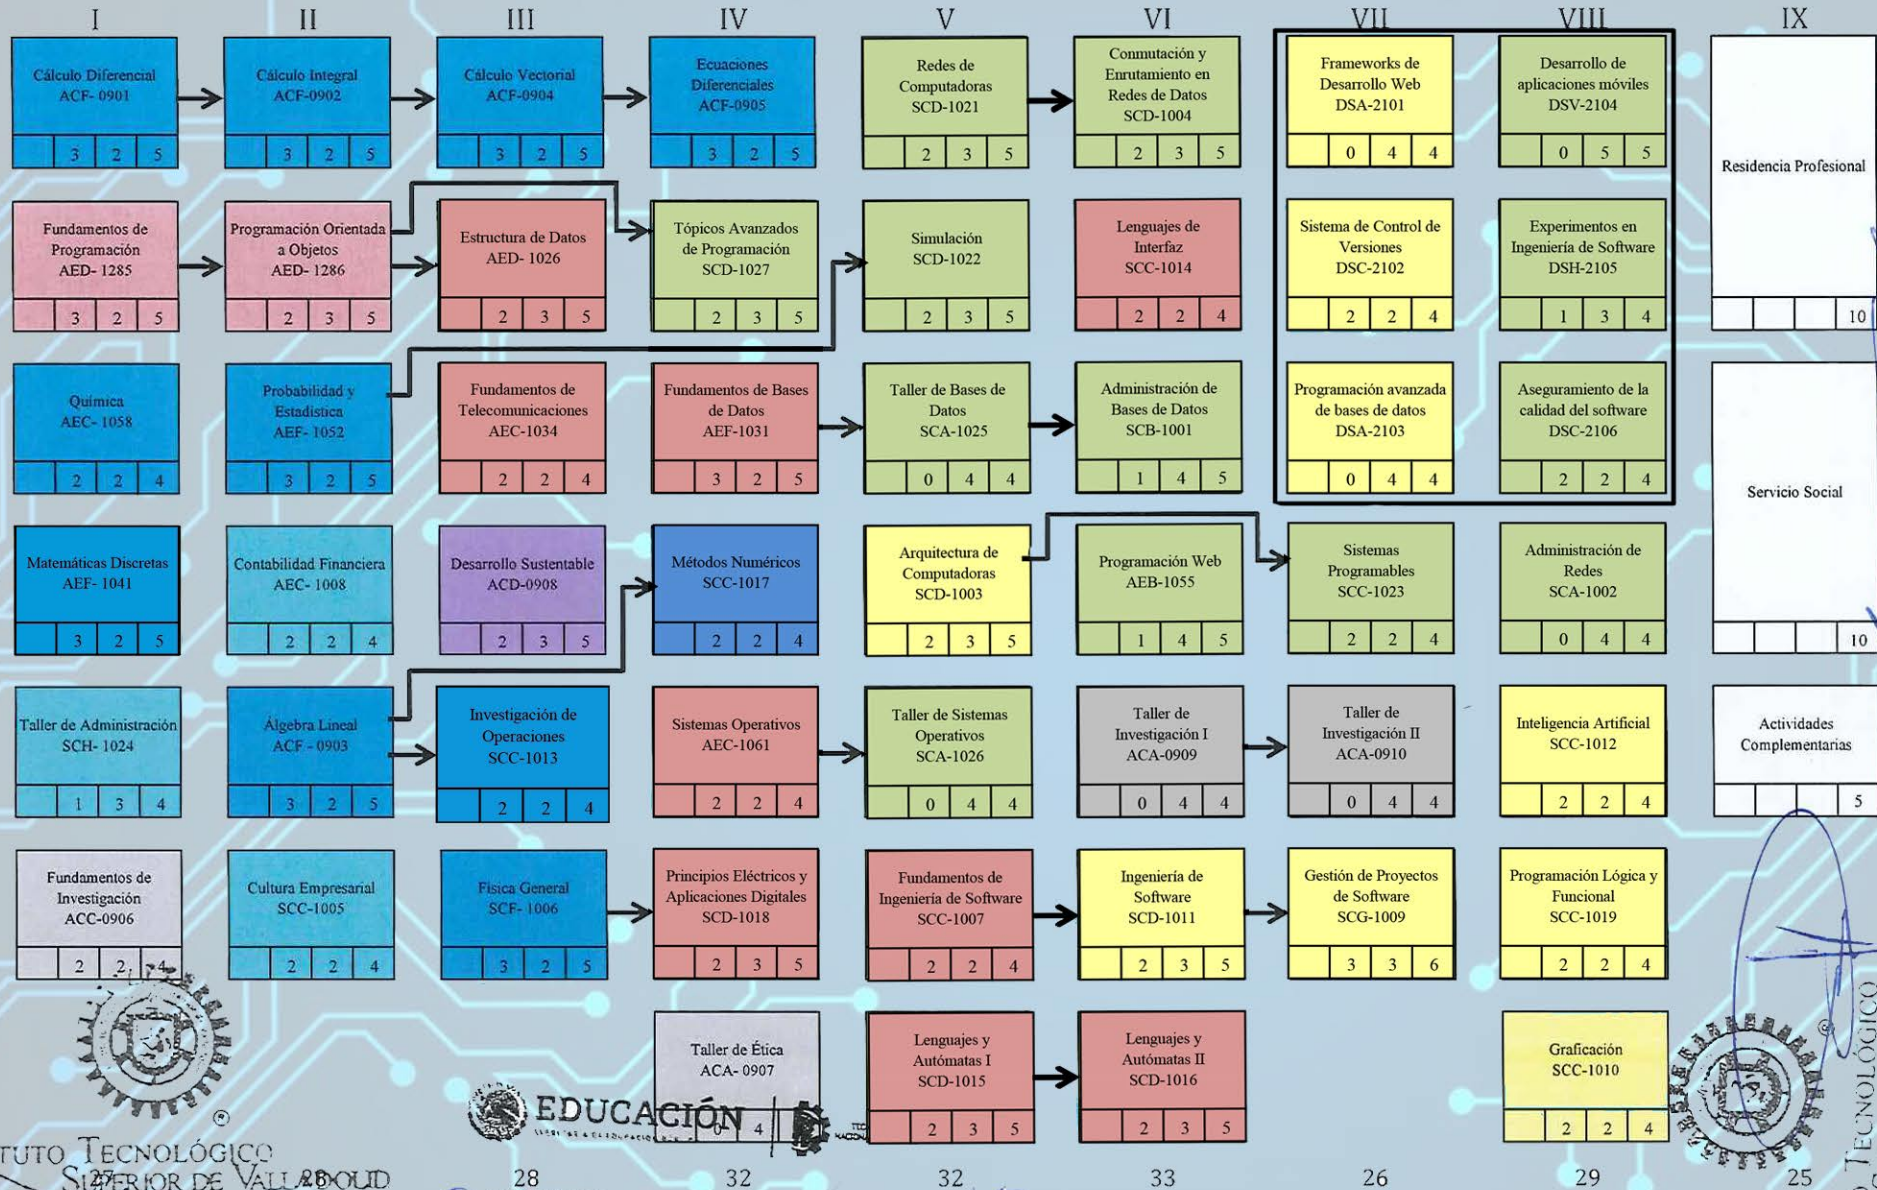 I II III IV V VI VII VIII IX
Cálculo Diferencial
ACF- 0901
3 2 5
Cálculo Integral
ACF-0902
3 2 5
Cálculo Vectorial
ACF-0904
3 2 5
Ecuaciones
Diferenciales
ACF-0905
3 2 5
Redes de
Computadoras
SCD-1021
2 3 5
Conmutación y
Enrutamiento en
Redes de Datos
SCD-1004
2 3 5
Frameworks de
Desarrollo Web
DSA-2101
0 4 4
Desarrollo de
aplicaciones móviles
DSV-2104
0 5 5
Residencia Profesional
10
Fundamentos de
Programación
AED- 1285
3 2 5
Programación Orientada
a Objetos
AED- 1286
2 3 5
Estructura de Datos
AED- 1026
2 3 5
Tópicos Avanzados
de Programación
SCD-1027
2 3 5
Simulación
SCD-1022
2 3 5
Lenguajes de
Interfaz
SCC-1014
2 2 4
Sistema de Control de
Versiones
DSC-2102
2 2 4
Experimentos en
Ingeniería de Software
DSH-2105
1 3 4
Química
AEC- 1058
2 2 4
Probabilidad y
Estadística
AEF- 1052
3 2 5
Fundamentos de
Telecomunicaciones
AEC-1034
2 2 4
Fundamentos de Bases
de Datos
AEF-1031
3 2 5
Taller de Bases de
Datos
SCA-1025
0 4 4
Administración de
Bases de Datos
SCB-1001
1 4 5
Programación avanzada
de bases de datos
DSA-2103
0 4 4
Aseguramiento de la
calidad del software
DSC-2106
2 2 4
Servicio Social
10
Matemáticas Discretas
AEF- 1041
3 2 5
Contabilidad Financiera
AEC- 1008
2 2 4
Desarrollo Sustentable
ACD-0908
2 3 5
Métodos Numéricos
SCC-1017
2 2 4
Arquitectura de
Computadoras
SCD-1003
2 3 5
Programación Web
AEB-1055
1 4 5
Sistemas
Programables
SCC-1023
2 2 4
Administración de
Redes
SCA-1002
0 4 4
Taller de Administración
SCH- 1024
1 3 4
Álgebra Lineal
ACF - 0903
3 2 5
Investigación de
Operaciones
SCC-1013
2 2 4
Sistemas Operativos
AEC-1061
2 2 4
Taller de Sistemas
Operativos
SCA-1026
0 4 4
Taller de
Investigación I
ACA-0909
0 4 4
Taller de
Investigación II
ACA-0910
0 4 4
Inteligencia Artificial
SCC-1012
2 2 4
Actividades
Complementarias
5
Fundamentos de
Investigación
ACC-0906
2 2 4
Cultura Empresarial
SCC-1005
2 2 4
Física General
SCF- 1006
3 2 5
Principios Eléctricos y
Aplicaciones Digitales
SCD-1018
2 3 5
Fundamentos de
Ingeniería de Software
SCC-1007
2 2 4
Ingeniería de
Software
SCD-1011
2 3 5
Gestión de Proyectos
de Software
SCG-1009
3 3 6
Programación Lógica y
Funcional
SCC-1019
2 2 4
Taller de Ética
ACA- 0907
0 4
Lenguajes y
Autómatas I
SCD-1015
2 3 5
Lenguajes y
Autómatas II
SCD-1016
2 3 5
Graficación
SCC-1010
2 2 4
EDUCACIÓN
TUTO TECNOLÓGICO
SUPERIOR DE VALLADOLID
TECNOLÓGICO
27 28 28 32 32 33 26 29 25